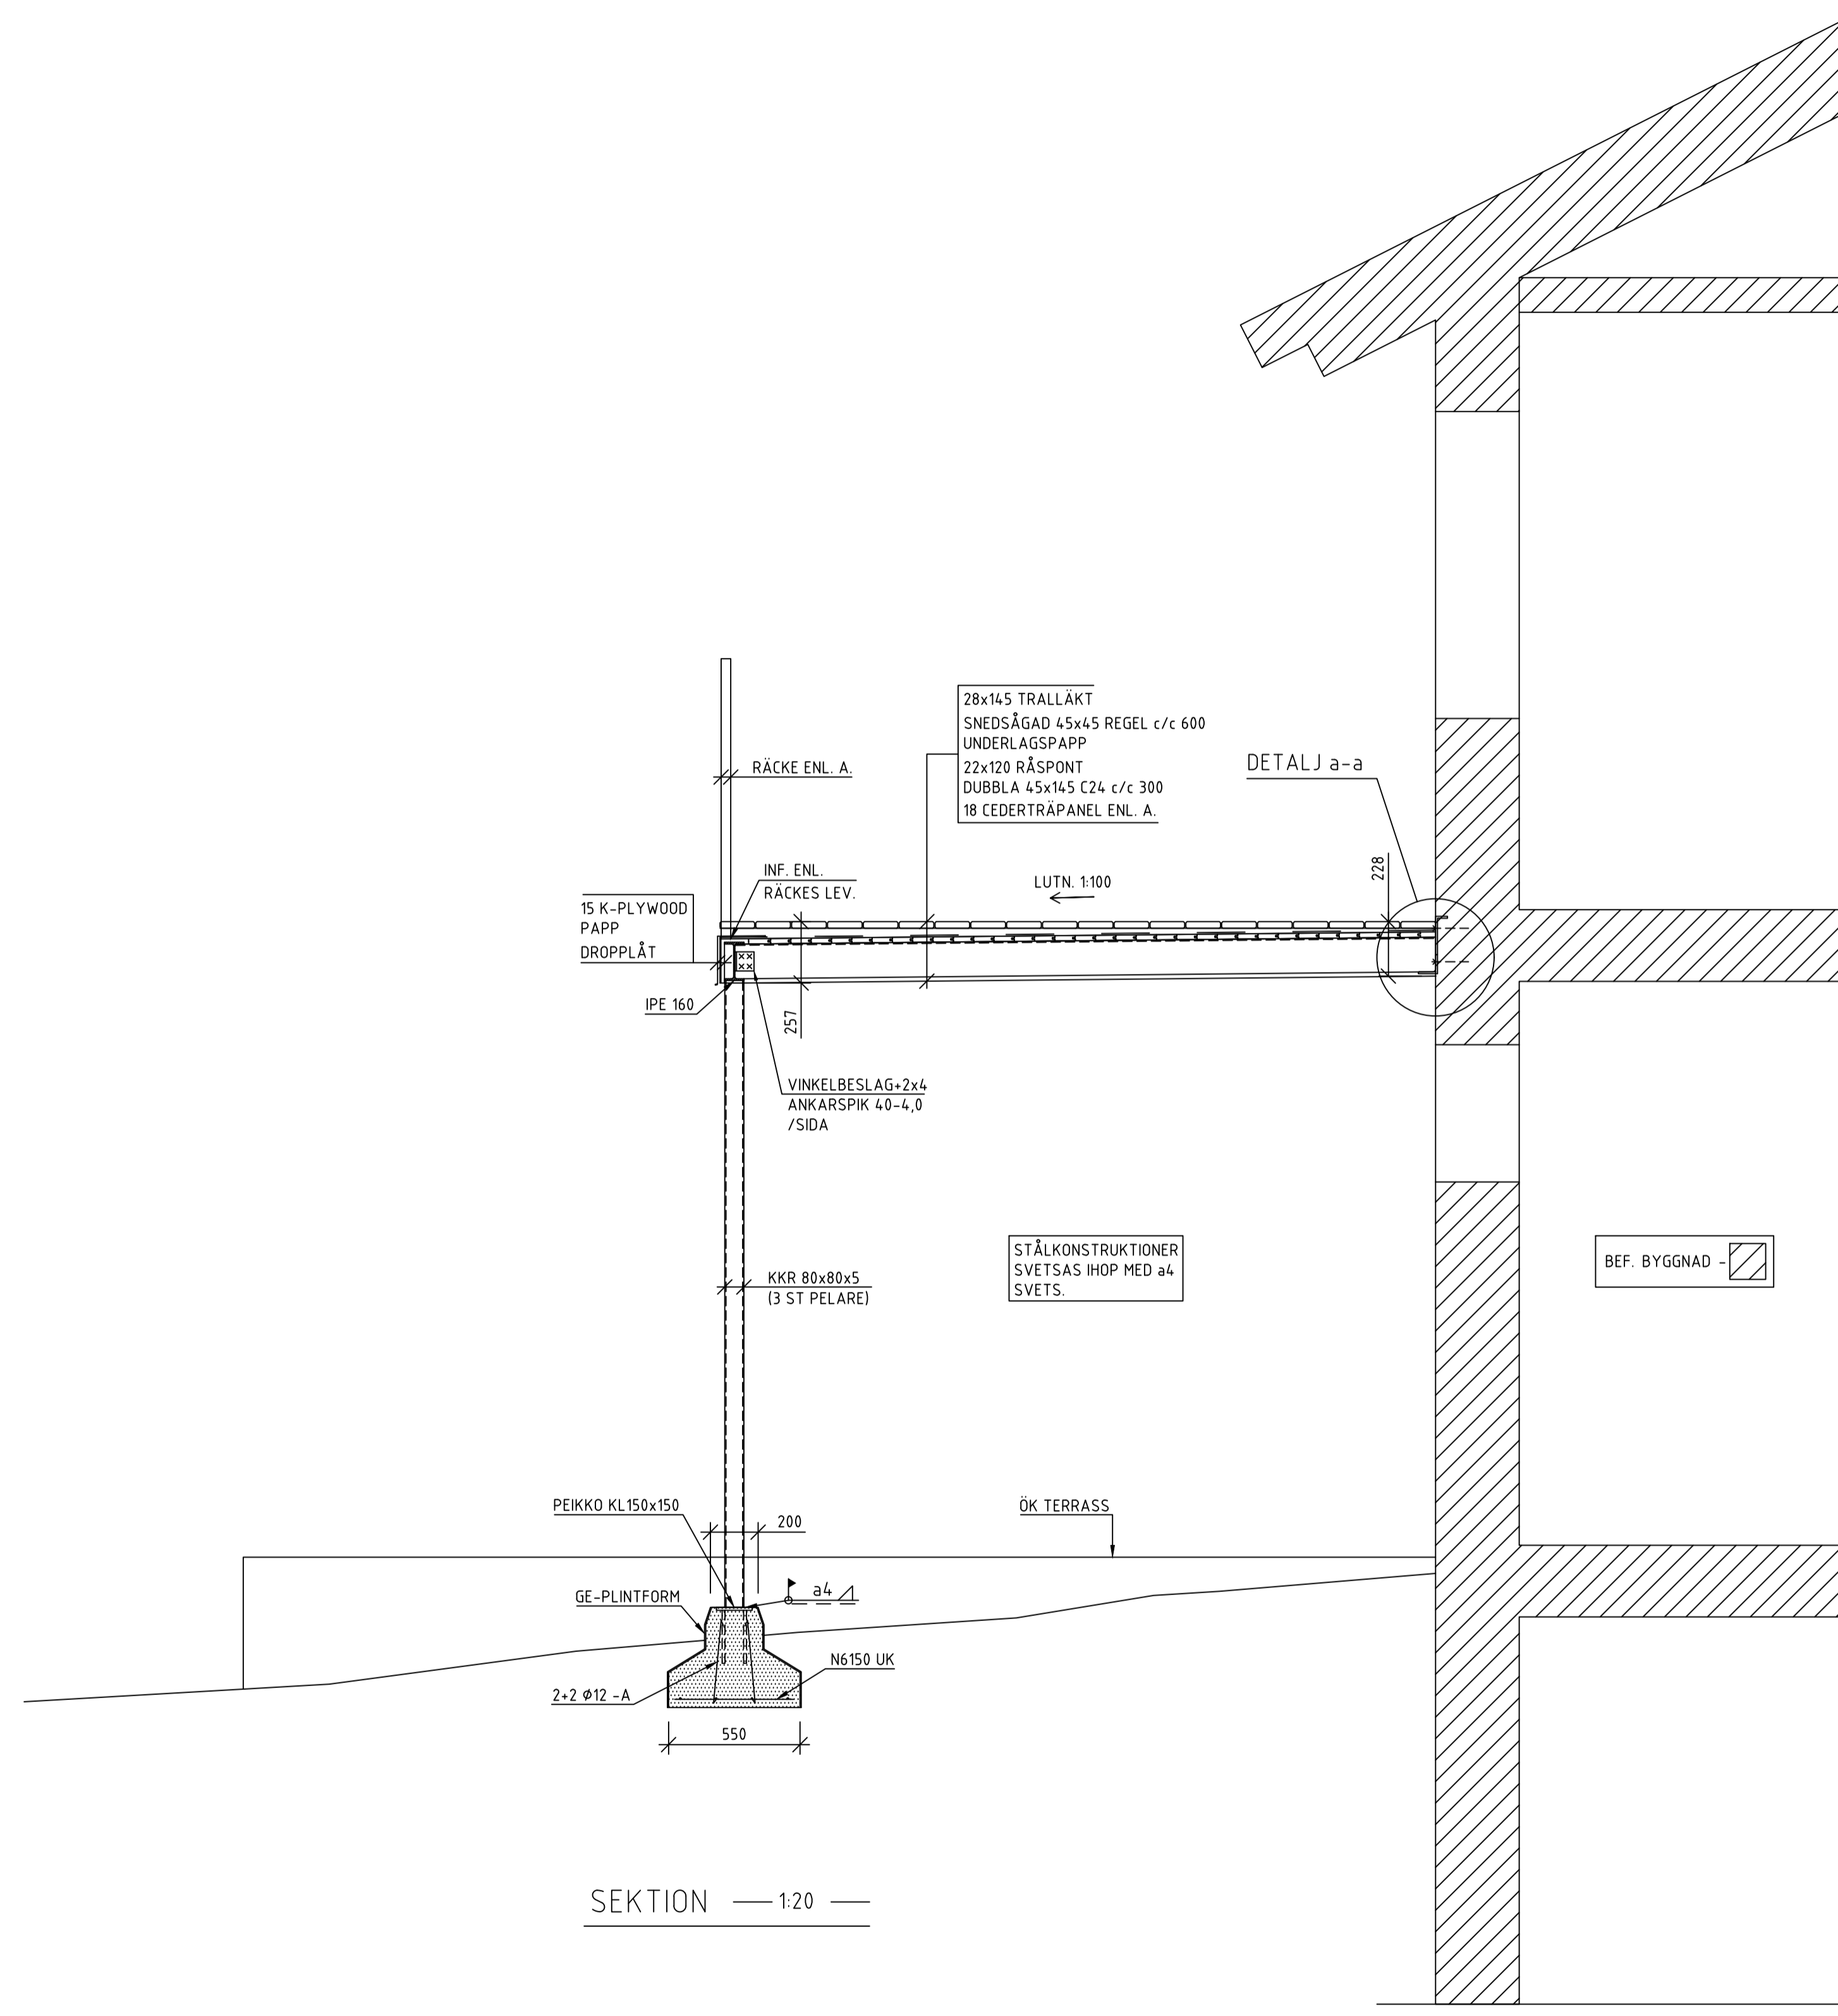 28x145 TRALLÄKT
SNEDSÅGAD 45x45 REGEL c/c 600
UNDERLAGSPAPP
22x120 RÅSPONT
DUBBLA 45x145 C24 c/c 300
18 CEDERTRÄPANEL ENL. A.
DETALJ a-a
RÄCKE ENL. A.
INF. ENL.
RÄCKES LEV.
LUTN. 1:100
228
15 K-PLYWOOD
PAPP
DROPPLÅT
IPE 160
257
VINKELBESLAG+2x4
ANKARSPIK 40-4,0
/SIDA
STÅLKONSTRUKTIONER
SVETSAS IHOP MED a4
SVETS.
BEF. BYGGNAD -
KKR 80x80x5
(3 ST PELARE)
PEIKKO KL150x150
200
ÖK TERRASS
GE-PLINTFORM
a4
N6150 UK
2+2 Ø12 -A
550
SEKTION 1:20